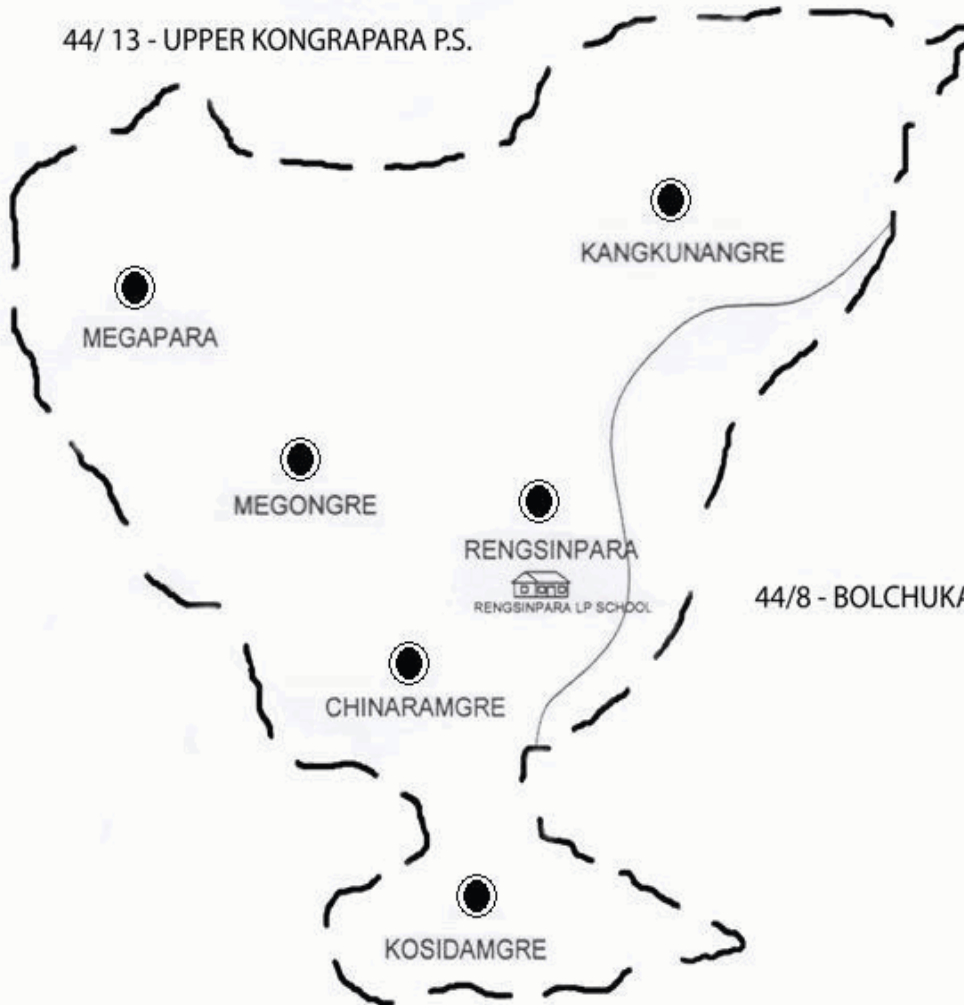 44/ 13 - UPPER KONGRAPARA P.S.
KANGKUNANGRE
MEGAPARA
MEGONGRE
RENGSINPARA
RENGSINPARA LP SCHOOL
44/8 - BOLCHUKA
CHINARAMGRE
KOSIDAMGRE